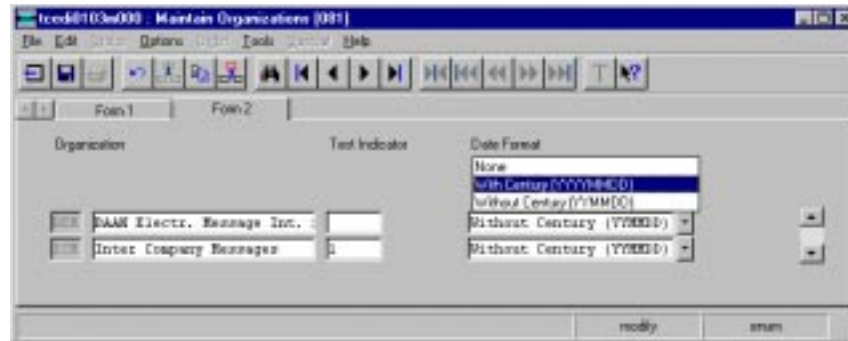 tcedi0103m000 : Maintain Organizations [081]
File Edit Options Tools Help
Form 1 Form 2
Organization Test Indicator Date Format
None
With Century (YYYYMMDD)
Without Century (YYMMDD)
BAAN Electr. Message Int. Without Century (YYMMDD)
Inter Company Messages 1 Without Century (YYMMDD)
modify enum